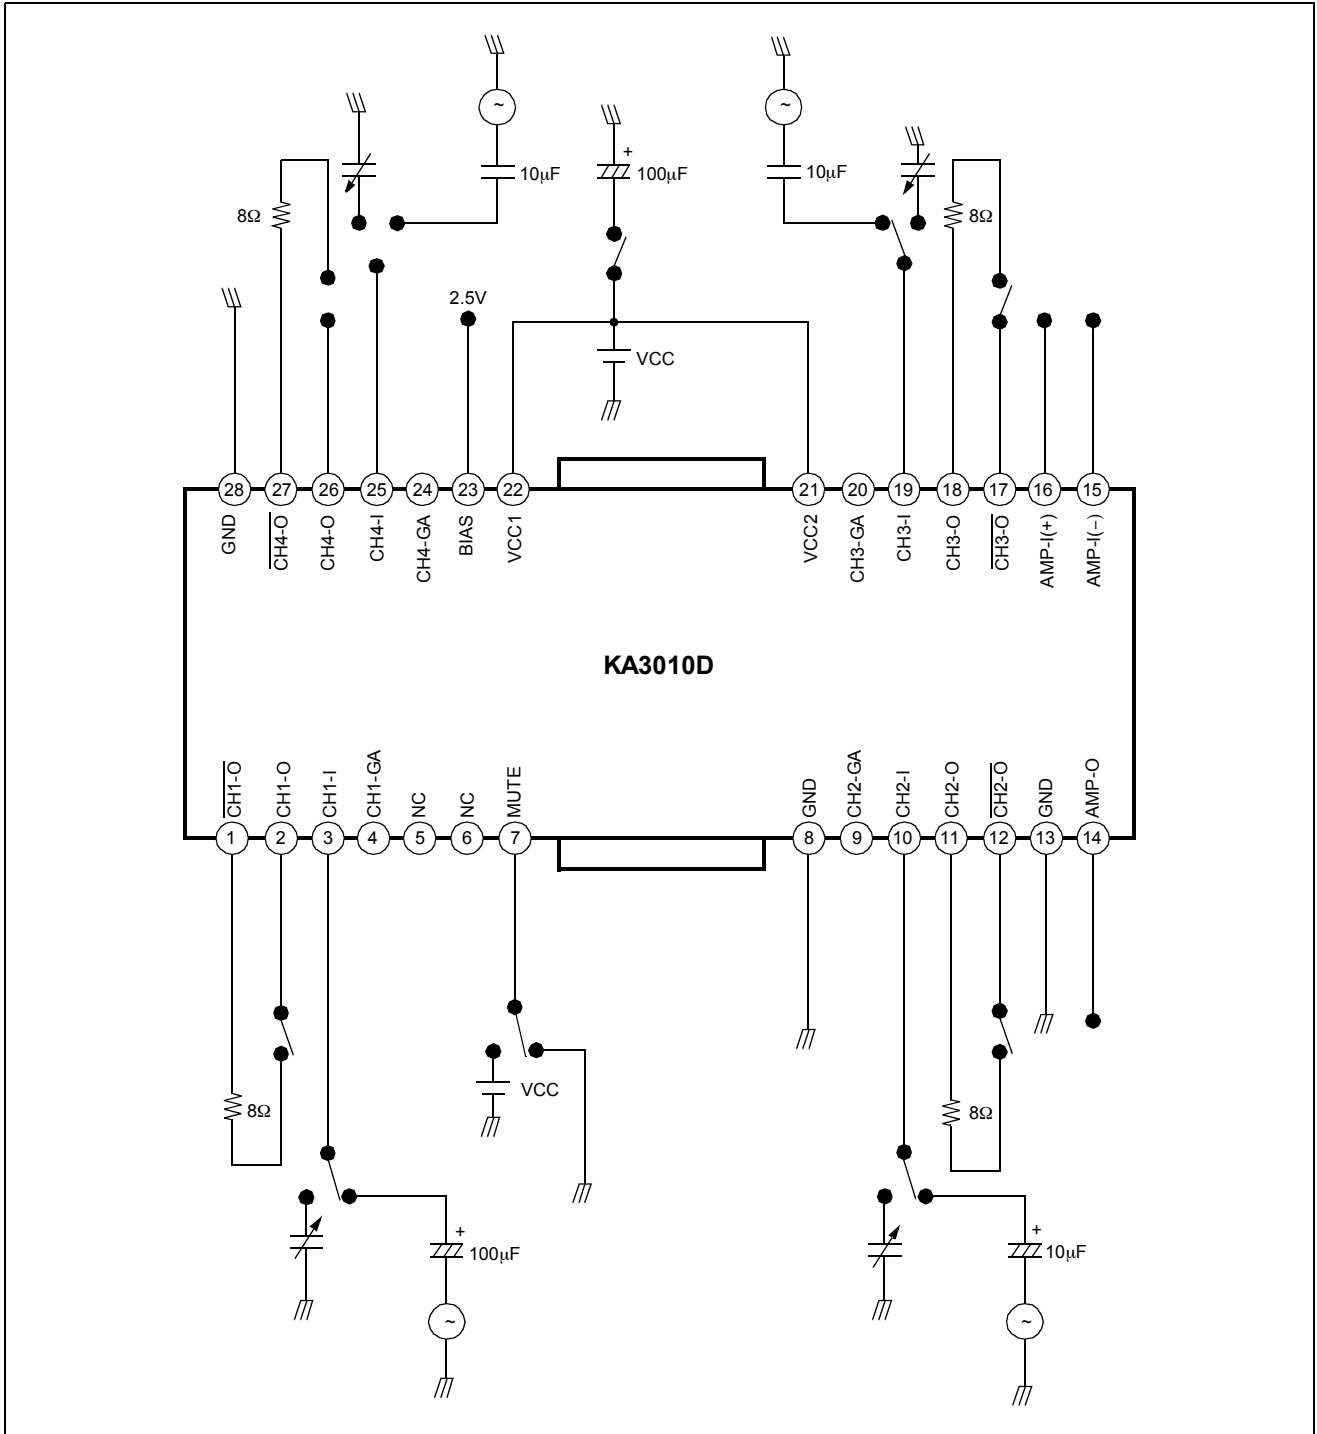 ~
~
10μF
+
100μF
10μF
8Ω
8Ω
2.5V
VCC
28
27
26
25
24
23
22
21
20
19
18
17
16
15
GND
CH4-O
CH4-O
CH4-I
CH4-GA
BIAS
VCC1
VCC2
CH3-GA
CH3-I
CH3-O
CH3-O
AMP-I(+)
AMP-I(−)
KA3010D
CH1-O
CH1-O
CH1-I
CH1-GA
NC
NC
MUTE
GND
CH2-GA
CH2-I
CH2-O
CH2-O
GND
AMP-O
1
2
3
4
5
6
7
8
9
10
11
12
13
14
VCC
8Ω
8Ω
+
100μF
+
10μF
~
~